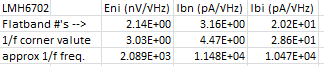 LMH6702 Eni (nV/√Hz) Ibn (pA/√Hz) Ibi (pA/√Hz)
Flatband #'s --> 2.14E+00 3.16E+00 2.02E+01
1/f corner valute 3.03E+00 4.47E+00 2.86E+01
approx 1/f freq. 2.089E+03 1.148E+04 1.047E+04